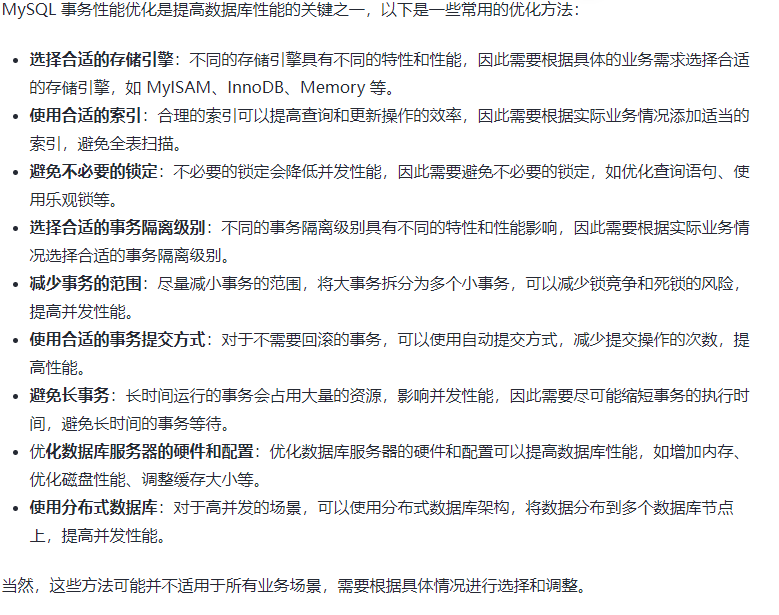 MySQL 事务性能优化是提高数据库性能的关键之一，以下是一些常用的优化方法：
• 选择合适的存储引擎：不同的存储引擎具有不同的特性和性能，因此需要根据具体的业务需求选择合适
的存储引擎，如 MyISAM、InnoDB、Memory 等。
• 使用合适的索引：合理的索引可以提高查询和更新操作的效率，因此需要根据实际业务情况添加适当的
索引，避免全表扫描。
• 避免不必要的锁定：不必要的锁定会降低并发性能，因此需要避免不必要的锁定，如优化查询语句、使
用乐观锁等。
• 选择合适的事务隔离级别：不同的事务隔离级别具有不同的特性和性能影响，因此需要根据实际业务情
况选择合适的事务隔离级别。
• 减少事务的范围：尽量减小事务的范围，将大事务拆分为多个小事务，可以减少锁竞争和死锁的风险，
提高并发性能。
• 使用合适的事务提交方式：对于不需要回滚的事务，可以使用自动提交方式，减少提交操作的次数，提
高性能。
• 避免长事务：长时间运行的事务会占用大量的资源，影响并发性能，因此需要尽可能缩短事务的执行时
间，避免长时间的事务等待。
• 优化数据库服务器的硬件和配置：优化数据库服务器的硬件和配置可以提高数据库性能，如增加内存、
优化磁盘性能、调整缓存大小等。
• 使用分布式数据库：对于高并发的场景，可以使用分布式数据库架构，将数据分布到多个数据库节点
上，提高并发性能。
当然，这些方法可能并不适用于所有业务场景，需要根据具体情况进行选择和调整。